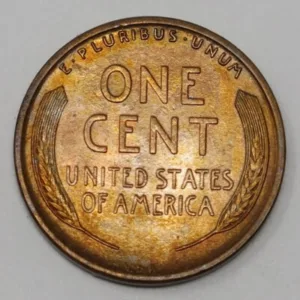 E·PLURIBUS·UNUM
ONE
CENT
UNITED STATES
OF AMERICA